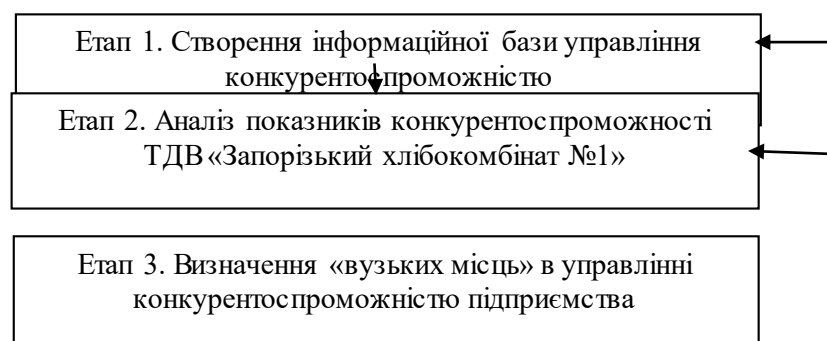 Етап 1. Створення інформаційної бази управління
конкурентоспроможністю
Етап 2. Аналіз показників конкурентоспроможності
ТДВ «Запорізький хлібокомбінат №1»
Етап 3. Визначення «вузьких місць» в управлінні
конкурентоспроможністю підприємства